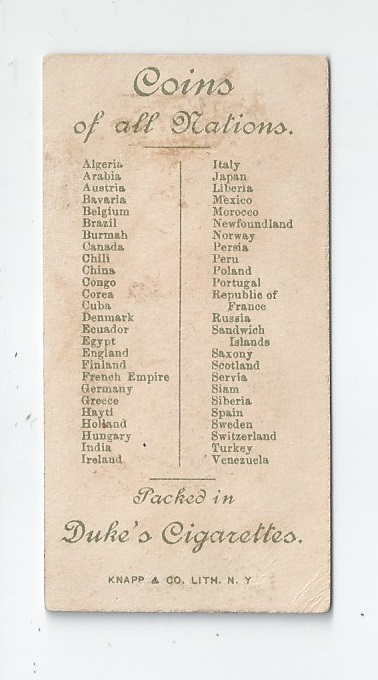 Coins
of all Nations.
Algeria
Arabia
Austria
Bavaria
Belgium
Brazil
Burmah
Canada
Chili
China
Congo
Corea
Cuba
Denmark
Ecuador
Egypt
England
Finland
French Empire
Germany
Greece
Hayti
Holland
Hungary
India
Ireland
Italy
Japan
Liberia
Mexico
Morocco
Newfoundland
Norway
Persia
Peru
Poland
Portugal
Republic of
France
Russia
Sandwich
Islands
Saxony
Scotland
Servia
Siam
Siberia
Spain
Sweden
Switzerland
Turkey
Venezuela
Packed in
Duke's Cigarettes.
KNAPP & CO. LITH. N. Y